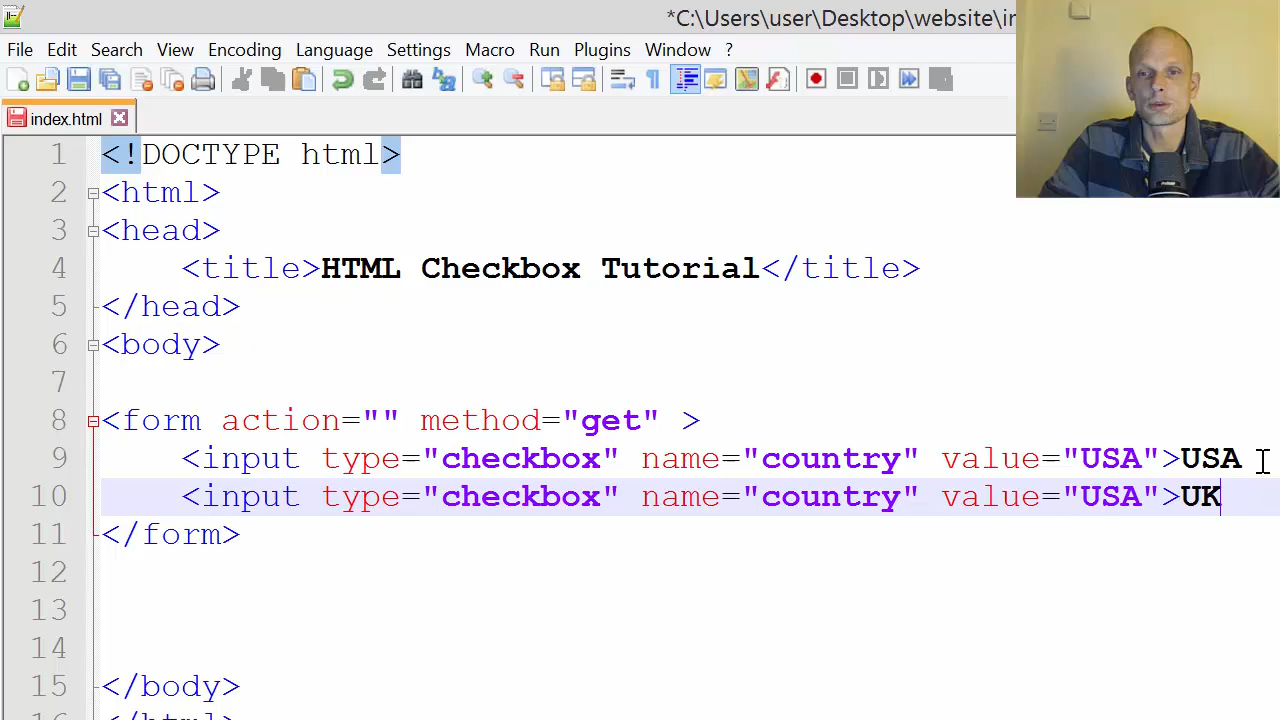 *C:\Users\user\Desktop\website\in
File Edit Search View Encoding Language Settings Macro Run Plugins Window ?
index.html
1 <!DOCTYPE html>
2 <html>
3 <head>
4 <title>HTML Checkbox Tutorial</title>
5 </head>
6 <body>
7
8 <form action="" method="get" >
9 <input type="checkbox" name="country" value="USA">USA
10 <input type="checkbox" name="country" value="USA">UK
11 </form>
12
13
14
15 </body>
16 </html>